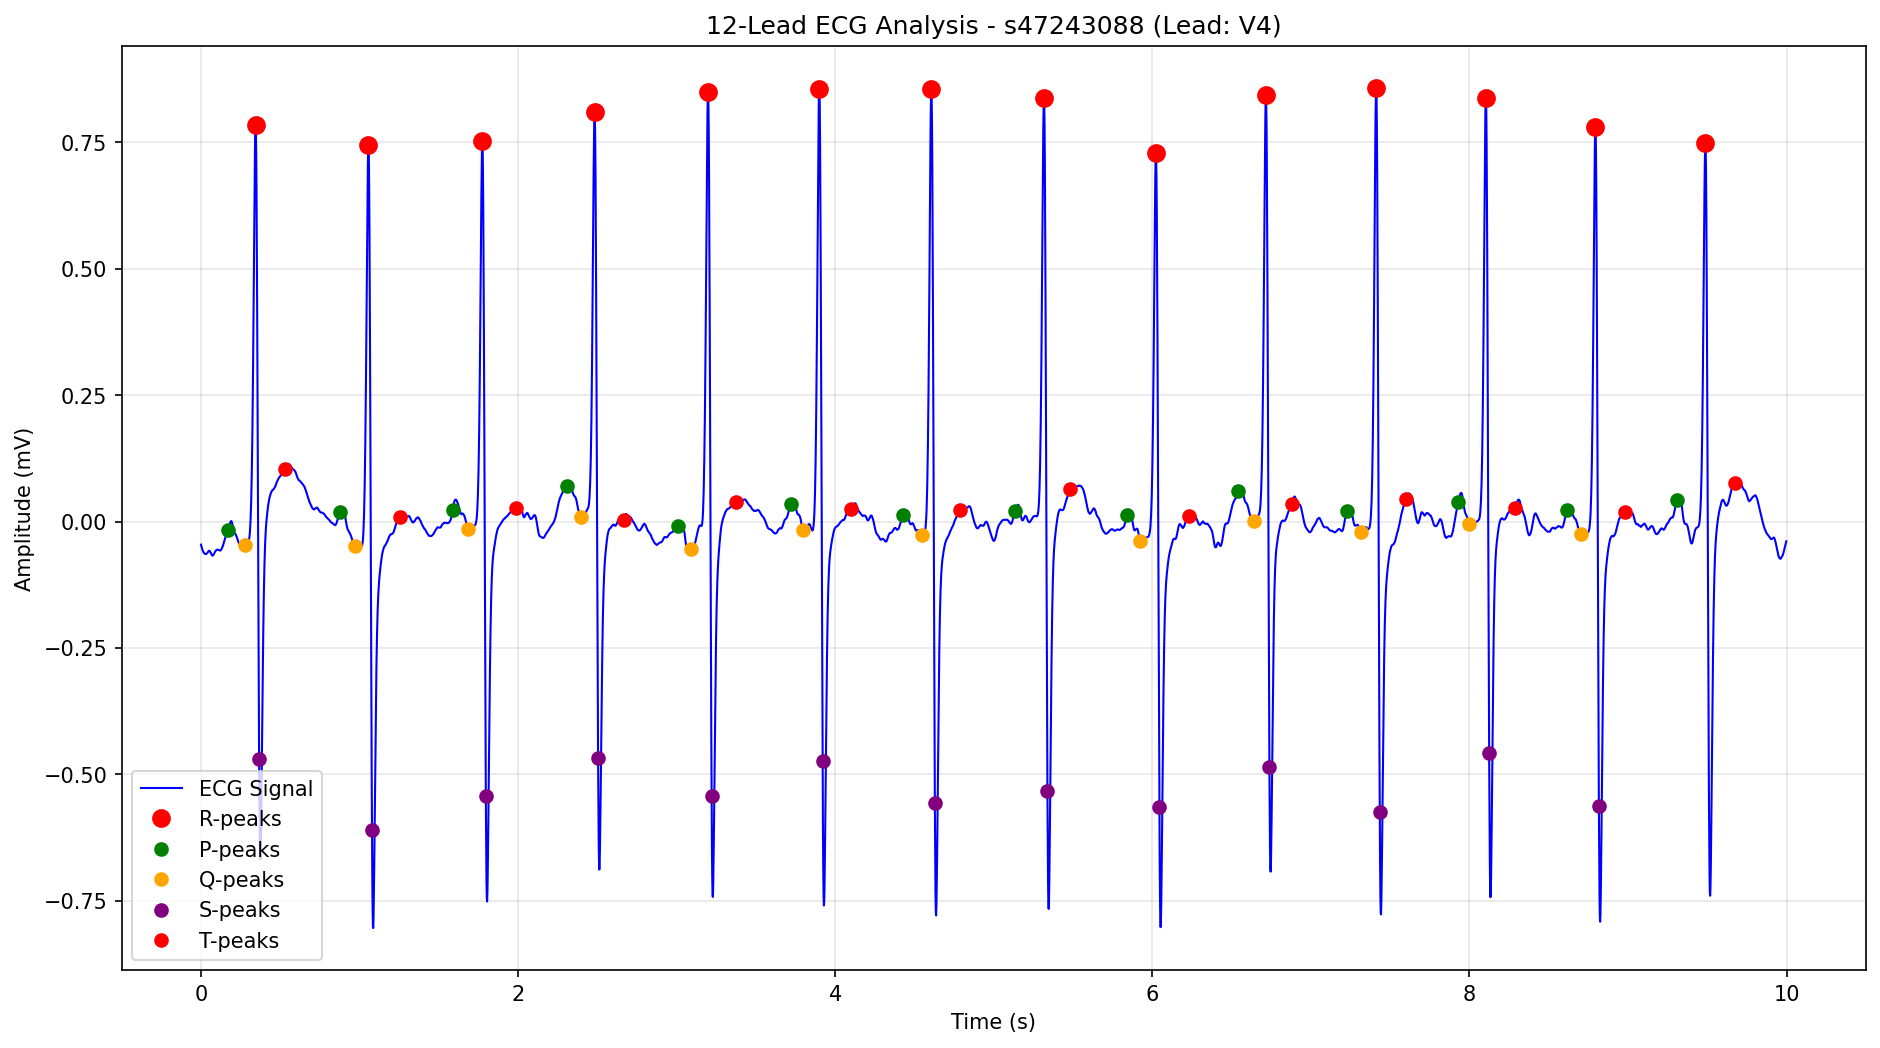 12-Lead ECG Analysis - s47243088 (Lead: V4)
Amplitude (mV)
0.75
0.50
0.25
0.00
−0.25
−0.50
−0.75
ECG Signal
R-peaks
P-peaks
Q-peaks
S-peaks
T-peaks
0 2 4 6 8 10
Time (s)